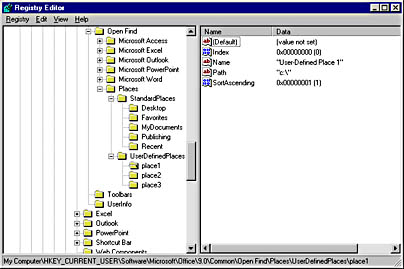 Registry Editor
Registry Edit View Help
Open Find
Microsoft Access
Microsoft Excel
Microsoft Outlook
Microsoft PowerPoint
Microsoft Word
Places
StandardPlaces
Desktop
Favorites
MyDocuments
Publishing
Recent
UserDefinedPlaces
place1
place2
place3
Toolbars
UserInfo
Excel
Outlook
PowerPoint
Shortcut Bar
Web Components
Name Data
(Default) (value not set)
Index 0x00000000 (0)
Name "User-Defined Place 1"
Path "c:\"
SortAscending 0x00000001 (1)
My Computer\HKEY_CURRENT_USER\Software\Microsoft\Office\9.0\Common\Open Find\Places\UserDefinedPlaces\place1